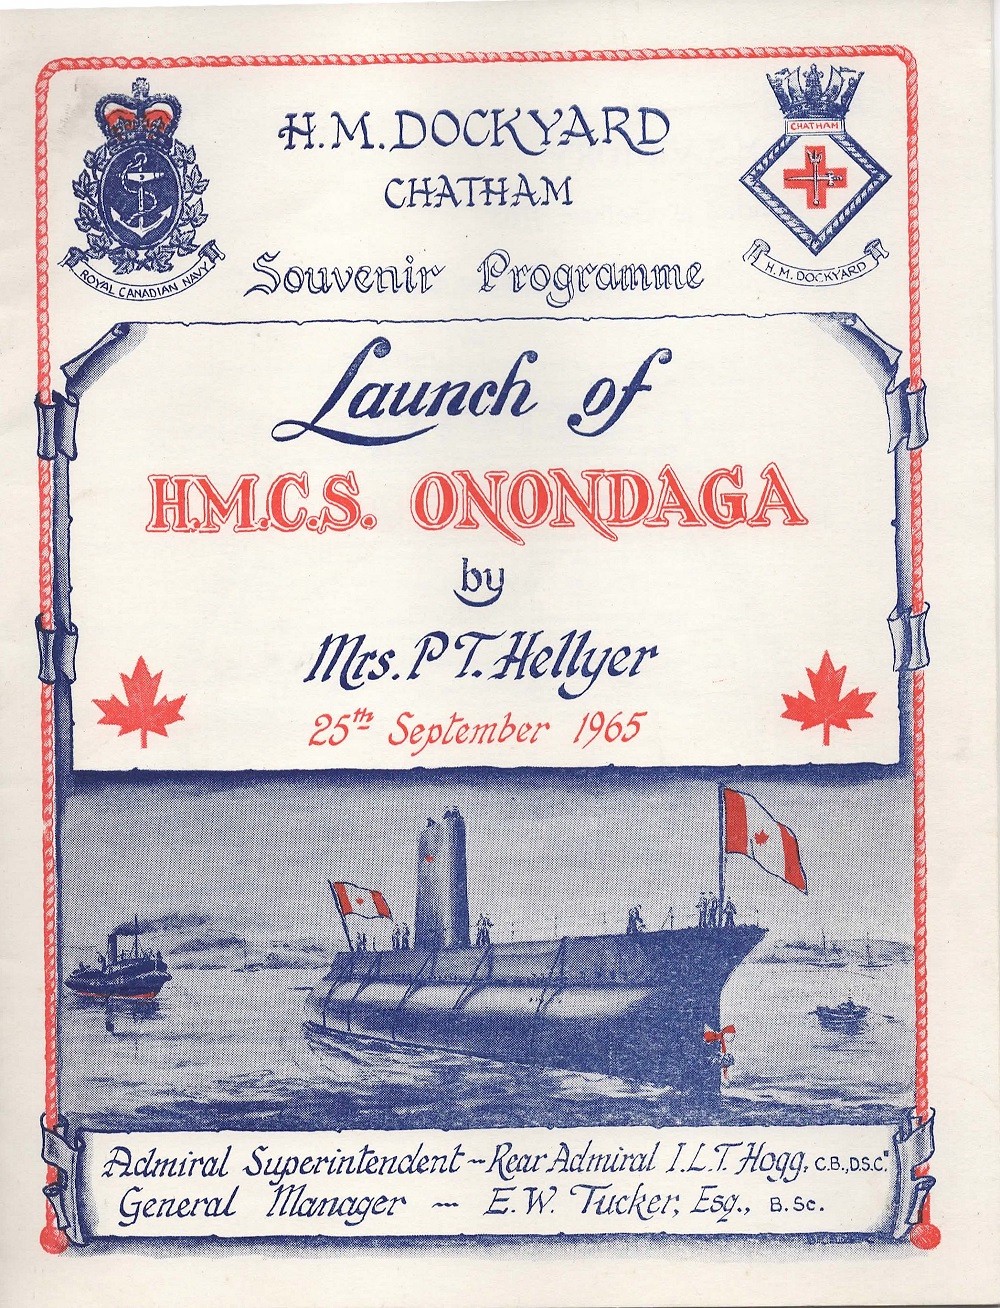 H.M. DOCKYARD
CHATHAM
ROYAL CANADIAN NAVY
CHATHAM
H.M. DOCKYARD
Souvenir Programme
Launch of
H.M.C.S. ONONDAGA
by
Mrs. P T. Hellyer
25th September 1965
Admiral Superintendent ~ Rear Admiral I.L.T. Hogg, C.B., D.S.C.
General Manager ~ E.W. Tucker, Esq., B.Sc.